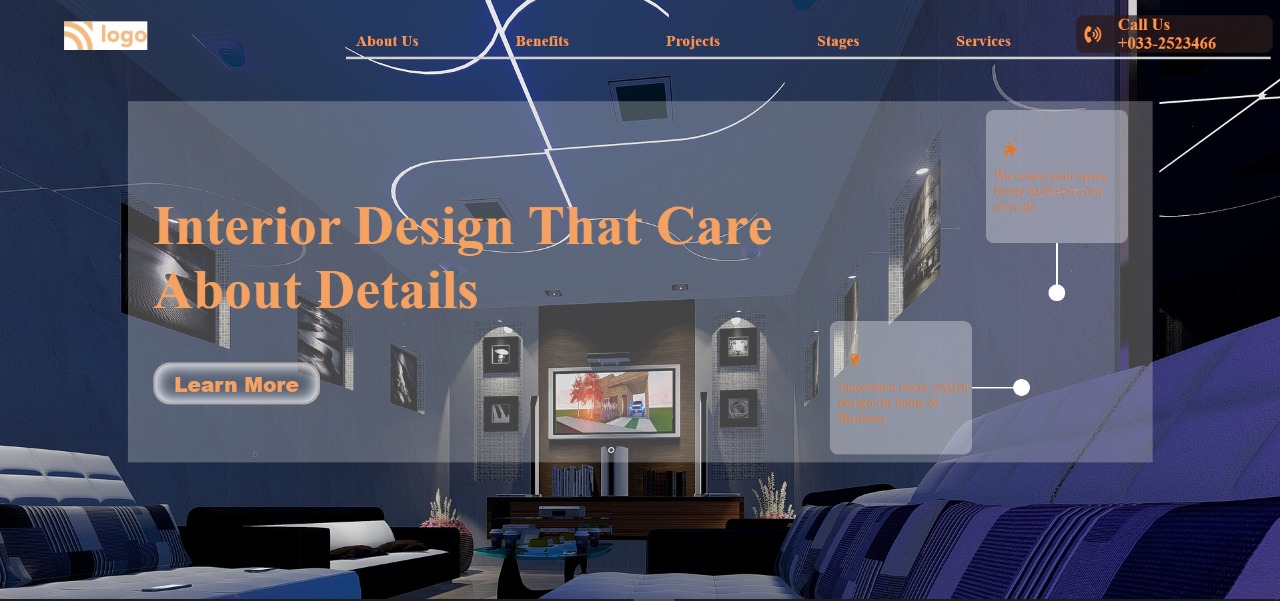 logo
About Us
Benefits
Projects
Stages
Services
Call Us
+033-2523466
Interior Design That Care
About Details
Learn More
We create your space
better based on your
own
Innovation ideas, stylish
design for home &
Business